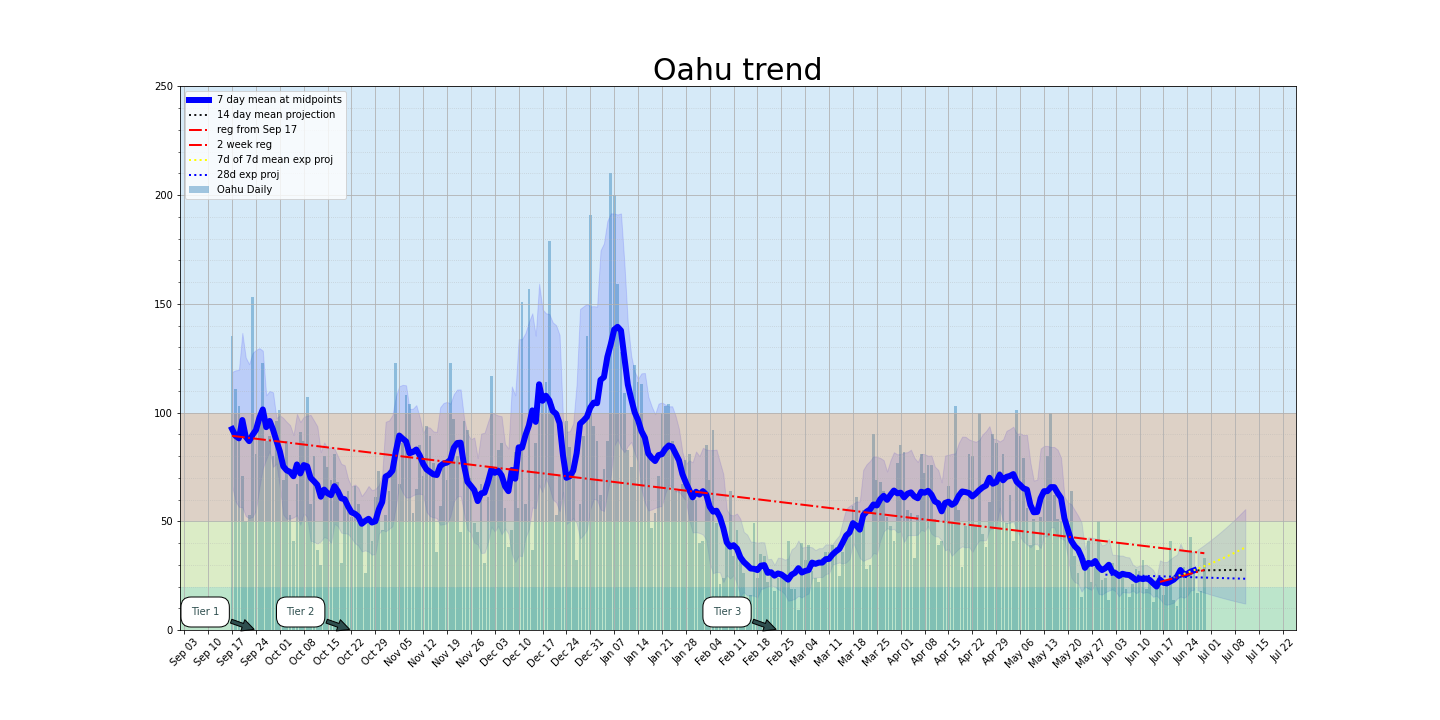 Oahu trend
250
200
150
100
50
0
7 day mean at midpoints
14 day mean projection
reg from Sep 17
2 week reg
7d of 7d mean exp proj
28d exp proj
Oahu Daily
Tier 1
Tier 2
Tier 3
Sep 03
Sep 10
Sep 17
Sep 24
Oct 01
Oct 08
Oct 15
Oct 22
Oct 29
Nov 05
Nov 12
Nov 19
Nov 26
Dec 03
Dec 10
Dec 17
Dec 24
Dec 31
Jan 07
Jan 14
Jan 21
Jan 28
Feb 04
Feb 11
Feb 18
Feb 25
Mar 04
Mar 11
Mar 18
Mar 25
Apr 01
Apr 08
Apr 15
Apr 22
Apr 29
May 06
May 13
May 20
May 27
Jun 03
Jun 10
Jun 17
Jun 24
Jul 01
Jul 08
Jul 15
Jul 22